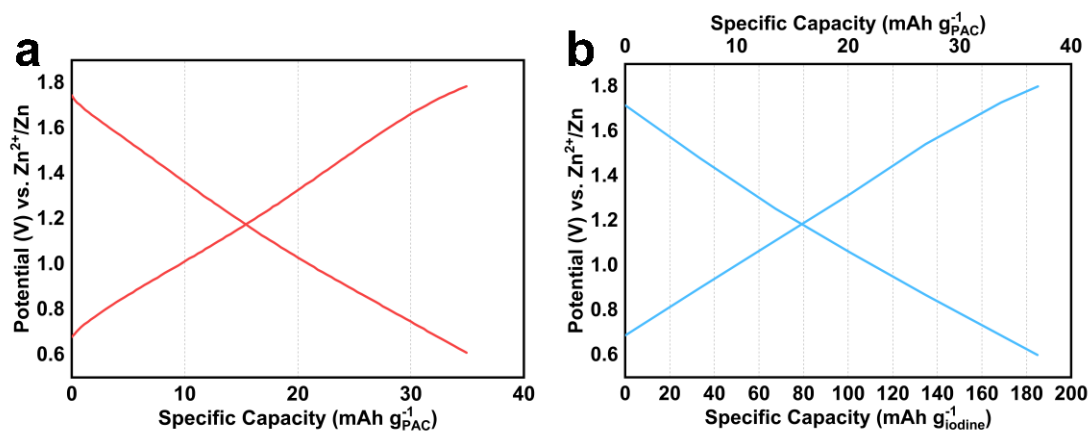 a
Potential (V) vs. Zn²⁺/Zn
1.8
1.6
1.4
1.2
1.0
0.8
0.6
0 10 20 30 40
Specific Capacity (mAh g⁻¹PAC)
b
Specific Capacity (mAh g⁻¹PAC)
0 10 20 30 40
Potential (V) vs. Zn²⁺/Zn
1.8
1.6
1.4
1.2
1.0
0.8
0.6
0 20 40 60 80 100 120 140 160 180 200
Specific Capacity (mAh g⁻¹iodine)